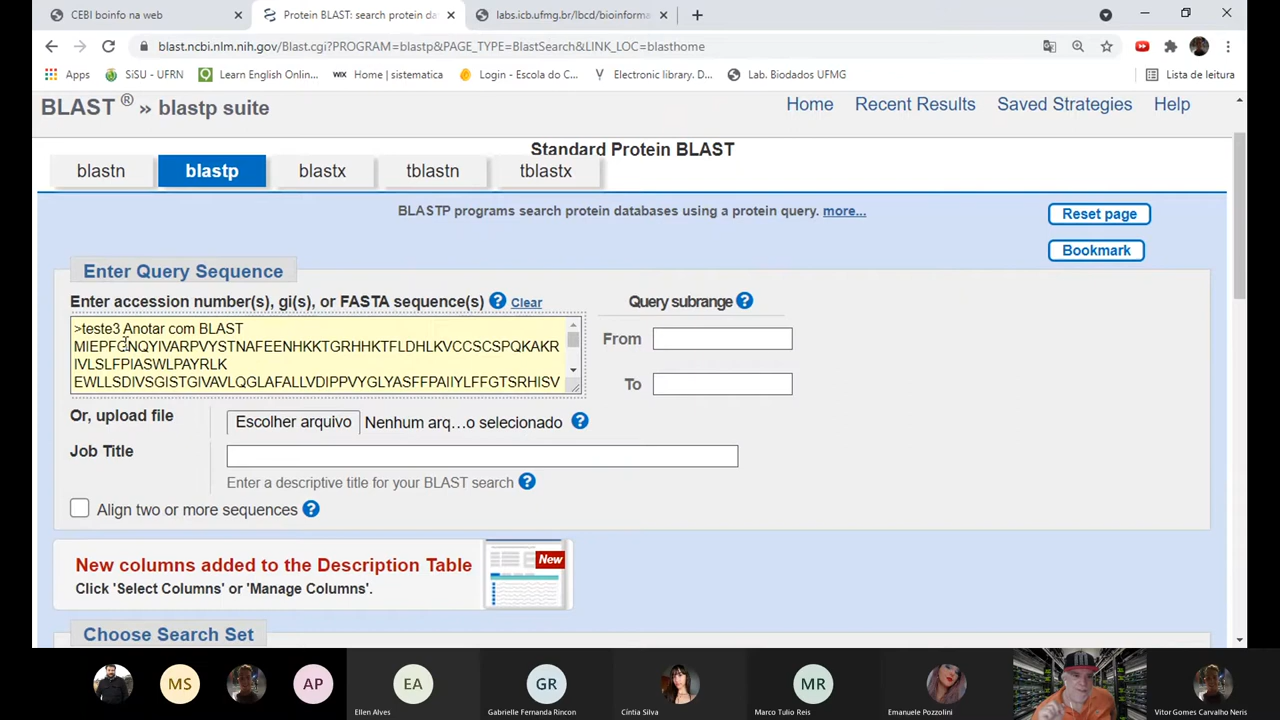 CEBI boinfo na web
Protein BLAST: search protein da
labs.icb.ufmg.br/lbcd/bioinforma
blast.ncbi.nlm.nih.gov/Blast.cgi?PROGRAM=blastp&PAGE_TYPE=BlastSearch&LINK_LOC=blasthome
Apps
SiSU - UFRN
Learn English Onlin...
WIX Home | sistematica
Login - Escola do C...
Electronic library. D...
Lab. Biodados UFMG
Lista de leitura
BLAST ® » blastp suite
Home
Recent Results
Saved Strategies
Help
Standard Protein BLAST
blastn
blastp
blastx
tblastn
tblastx
BLASTP programs search protein databases using a protein query. more...
Reset page
Bookmark
Enter Query Sequence
Enter accession number(s), gi(s), or FASTA sequence(s) ? Clear
Query subrange ?
>teste3 Anotar com BLAST
MIEPFGNQYIVARPVYSTNAFEENHKKTGRHHKTFLDHLKVCCSCSPQKAKR
IVLSLFPIASWLPAYRLK
EWLLSDIVSGISTGIVAVLQGLAFALLVDIPPVYGLYASFFPAIIYLFFGTSRHISV
From
To
Or, upload file
Escolher arquivo
Nenhum arq...o selecionado ?
Job Title
Enter a descriptive title for your BLAST search ?
Align two or more sequences ?
New columns added to the Description Table
Click 'Select Columns' or 'Manage Columns'.
New
Choose Search Set
MS
AP
EA
GR
MR
Ellen Alves
Gabrielle Fernanda Rincon
Cíntia Silva
Marco Tulio Reis
Emanuele Pozzolini
Vitor Gomes Carvalho Neris